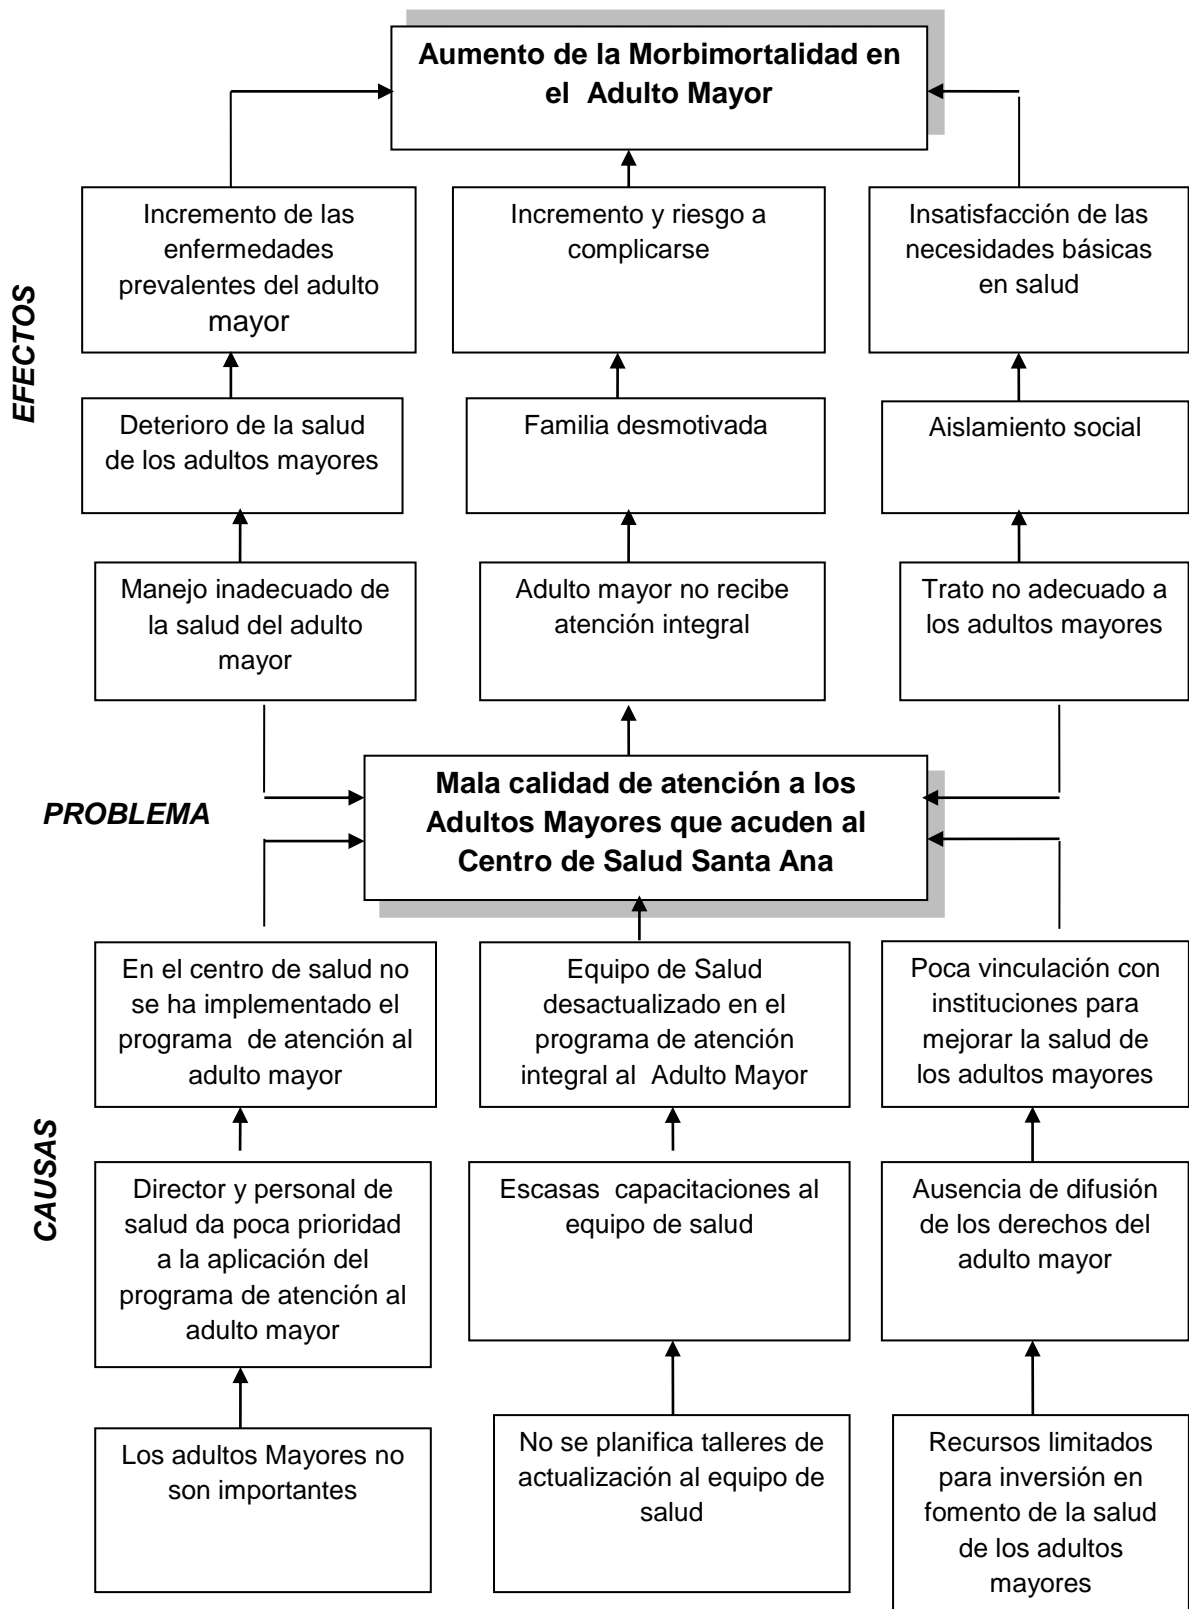 Aumento de la Morbimortalidad en
el Adulto Mayor
Incremento de las
enfermedades
prevalentes del adulto
mayor
Incremento y riesgo a
complicarse
Insatisfacción de las
necesidades básicas
en salud
EFECTOS
Deterioro de la salud
de los adultos mayores
Familia desmotivada
Aislamiento social
Manejo inadecuado de
la salud del adulto
mayor
Adulto mayor no recibe
atención integral
Trato no adecuado a
los adultos mayores
PROBLEMA
Mala calidad de atención a los
Adultos Mayores que acuden al
Centro de Salud Santa Ana
En el centro de salud no
se ha implementado el
programa de atención al
adulto mayor
Equipo de Salud
desactualizado en el
programa de atención
integral al Adulto Mayor
Poca vinculación con
instituciones para
mejorar la salud de
los adultos mayores
CAUSAS
Director y personal de
salud da poca prioridad
a la aplicación del
programa de atención al
adulto mayor
Escasas capacitaciones al
equipo de salud
Ausencia de difusión
de los derechos del
adulto mayor
Los adultos Mayores no
son importantes
No se planifica talleres de
actualización al equipo de
salud
Recursos limitados
para inversión en
fomento de la salud
de los adultos
mayores